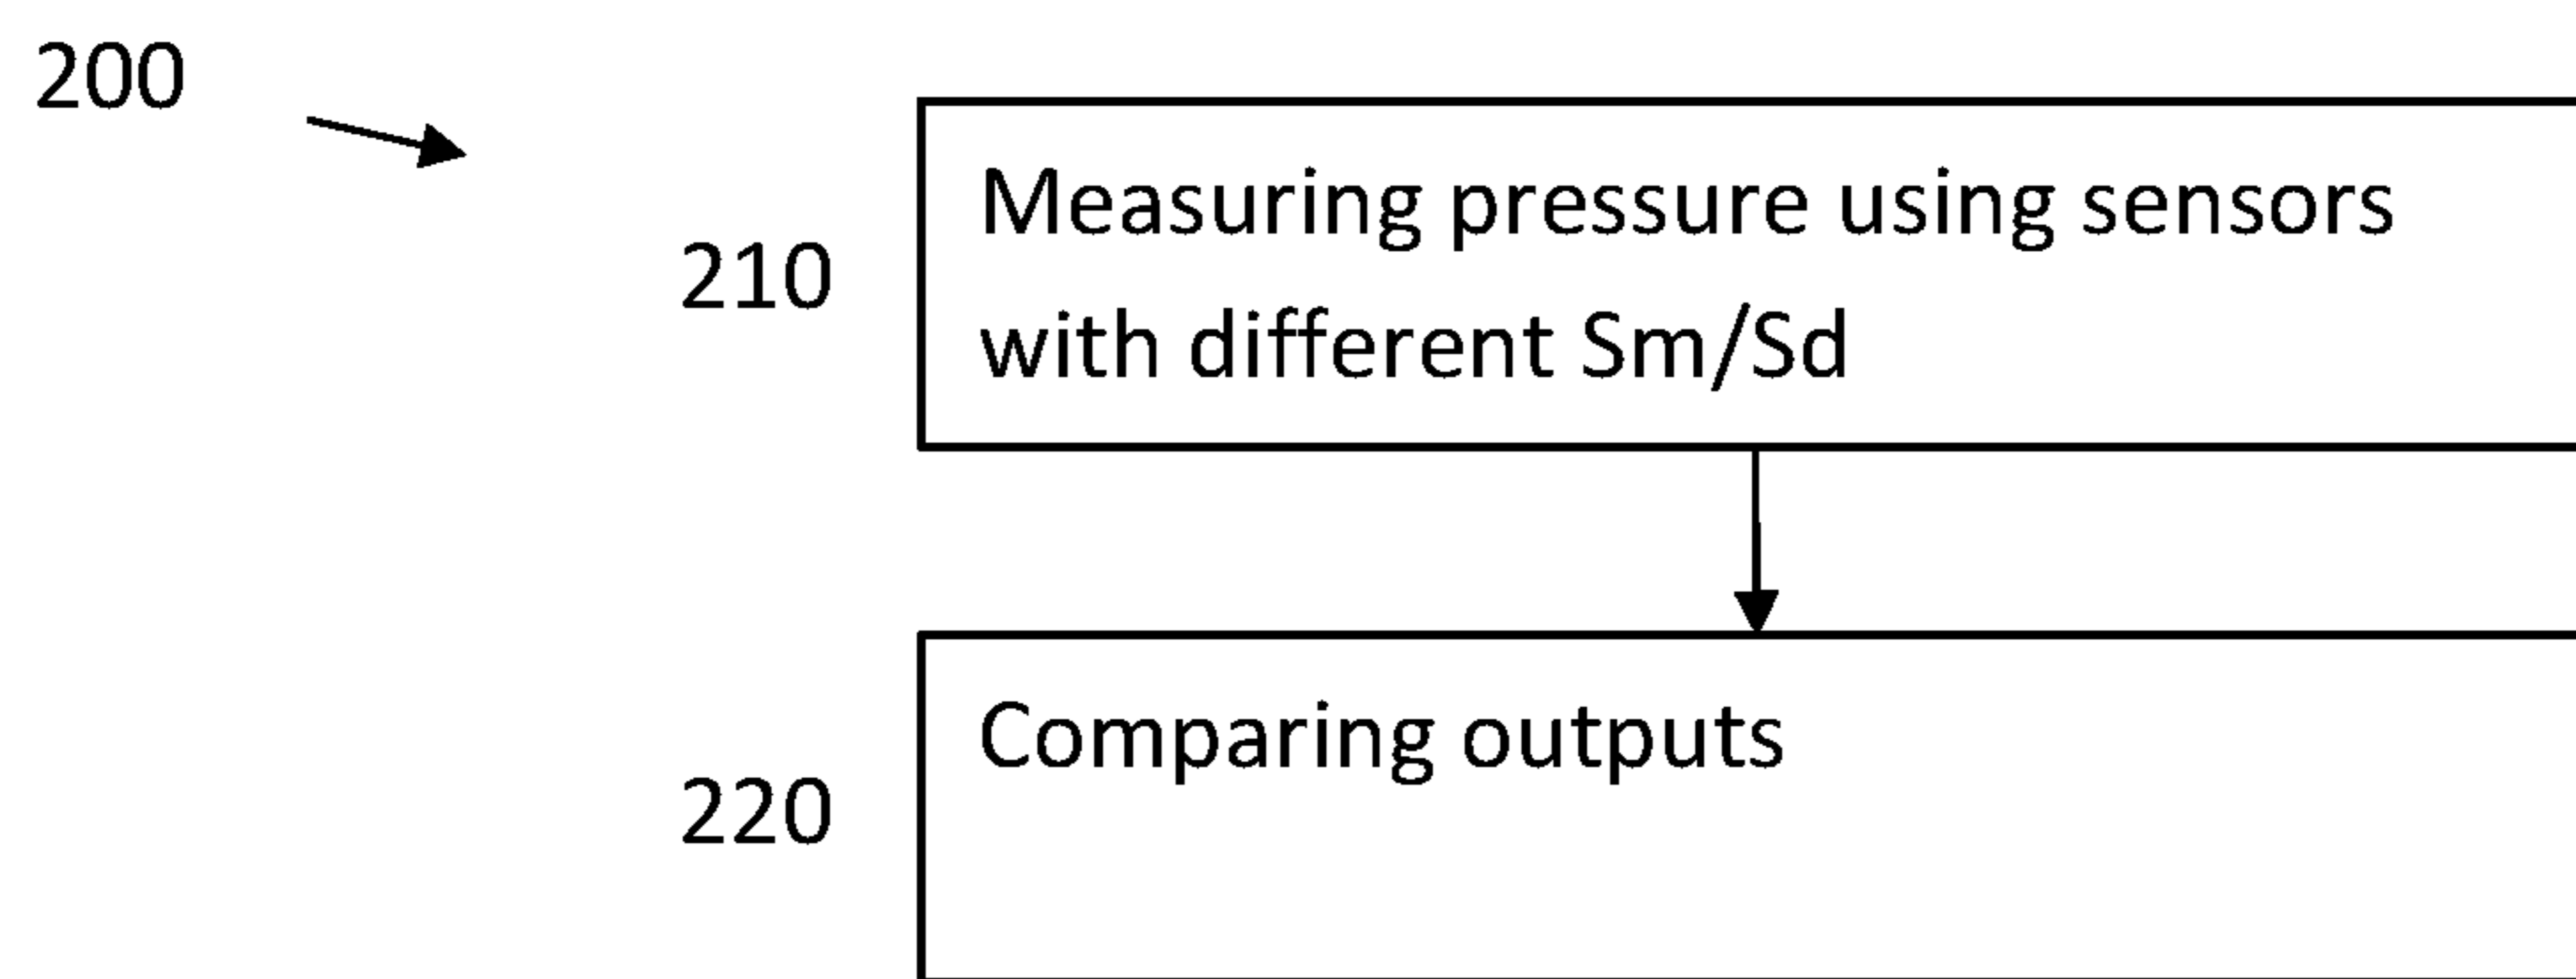 200
210
Measuring pressure using sensors
with different Sm/Sd
220
Comparing outputs